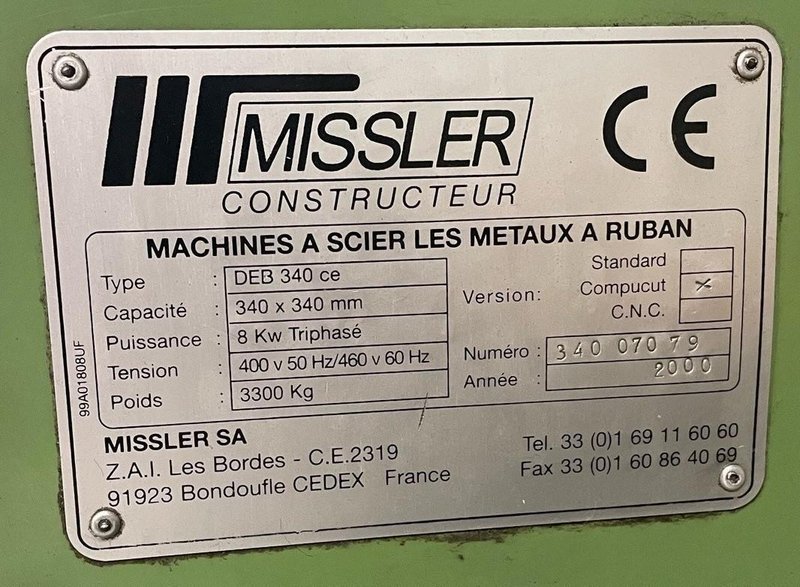 MISSLER
CONSTRUCTEUR
CE
MACHINES A SCIER LES METAUX A RUBAN
Type : DEB 340 ce
Capacité : 340 x 340 mm
Puissance : 8 Kw Triphasé
Tension : 400 v 50 Hz/460 v 60 Hz
Poids : 3300 Kg
Version:
Standard
Compucut x
C.N.C.
Numéro : 340 070 79
Année : 2000
99A01808UF
MISSLER SA
Z.A.I. Les Bordes - C.E.2319
91923 Bondoufle CEDEX France
Tel. 33 (0)1 69 11 60 60
Fax 33 (0)1 60 86 40 69